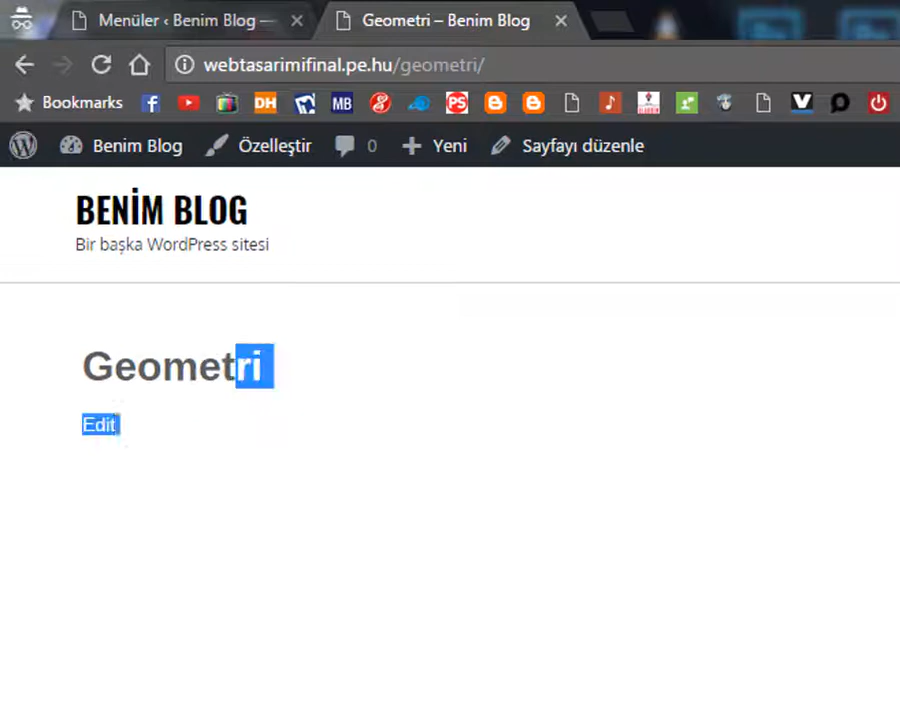 Menüler ‹ Benim Blog —
Geometri – Benim Blog
webtasarimifinal.pe.hu/geometri/
Bookmarks
DH
MB
PS
Benim Blog
Özelleştir
0
Yeni
Sayfayı düzenle
BENİM BLOG
Bir başka WordPress sitesi
Geometri
Edit